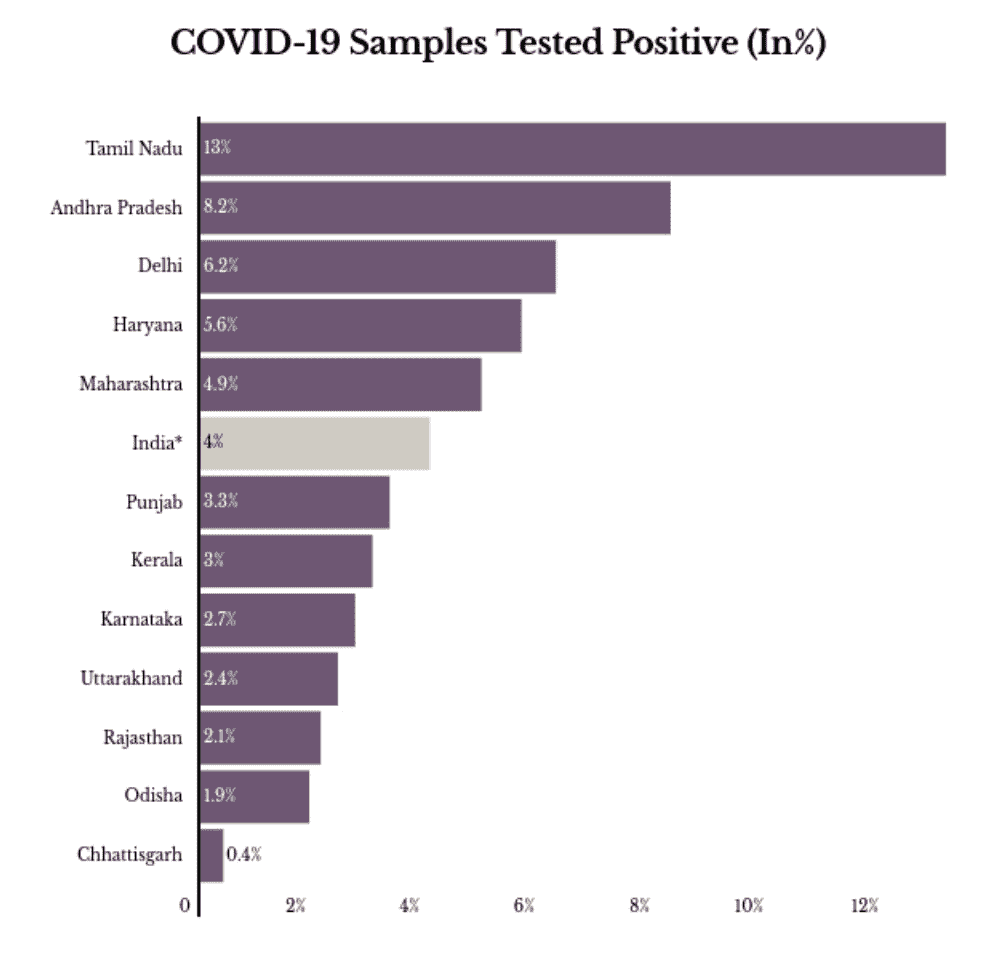 COVID-19 Samples Tested Positive (In%)
Tamil Nadu 13%
Andhra Pradesh 8.2%
Delhi 6.2%
Haryana 5.6%
Maharashtra 4.9%
India* 4%
Punjab 3.3%
Kerala 3%
Karnataka 2.7%
Uttarakhand 2.4%
Rajasthan 2.1%
Odisha 1.9%
Chhattisgarh 0.4%
0 2% 4% 6% 8% 10% 12%